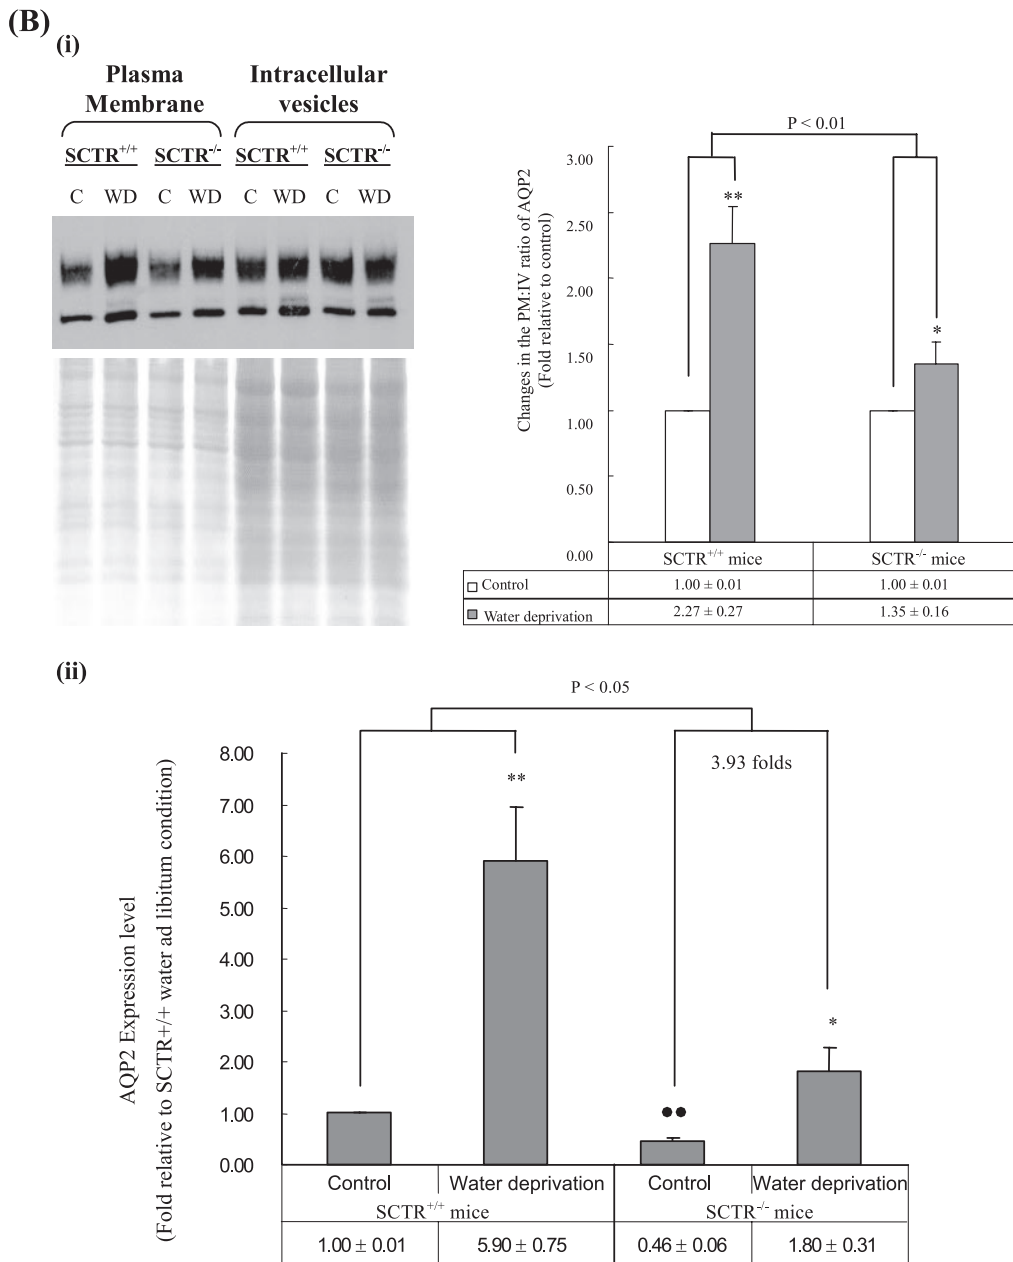 (B)
(i)
Plasma Membrane
Intracellular vesicles
SCTR+/+ SCTR-/- SCTR+/+ SCTR-/-
C WD C WD C WD C WD
P < 0.01
Changes in the PM:IV ratio of AQP2
(Fold relative to control)
3.00
2.50
2.00
1.50
1.00
0.50
0.00
**
*
SCTR+/+ mice SCTR-/- mice
Control 1.00 ± 0.01 1.00 ± 0.01
Water deprivation 2.27 ± 0.27 1.35 ± 0.16
(ii)
P < 0.05
3.93 folds
AQP2 Expression level
(Fold relative to SCTR+/+ water ad libitum condition)
8.00
7.00
6.00
5.00
4.00
3.00
2.00
1.00
0.00
**
*
●●
Control Water deprivation Control Water deprivation
SCTR+/+ mice SCTR-/- mice
1.00 ± 0.01 5.90 ± 0.75 0.46 ± 0.06 1.80 ± 0.31